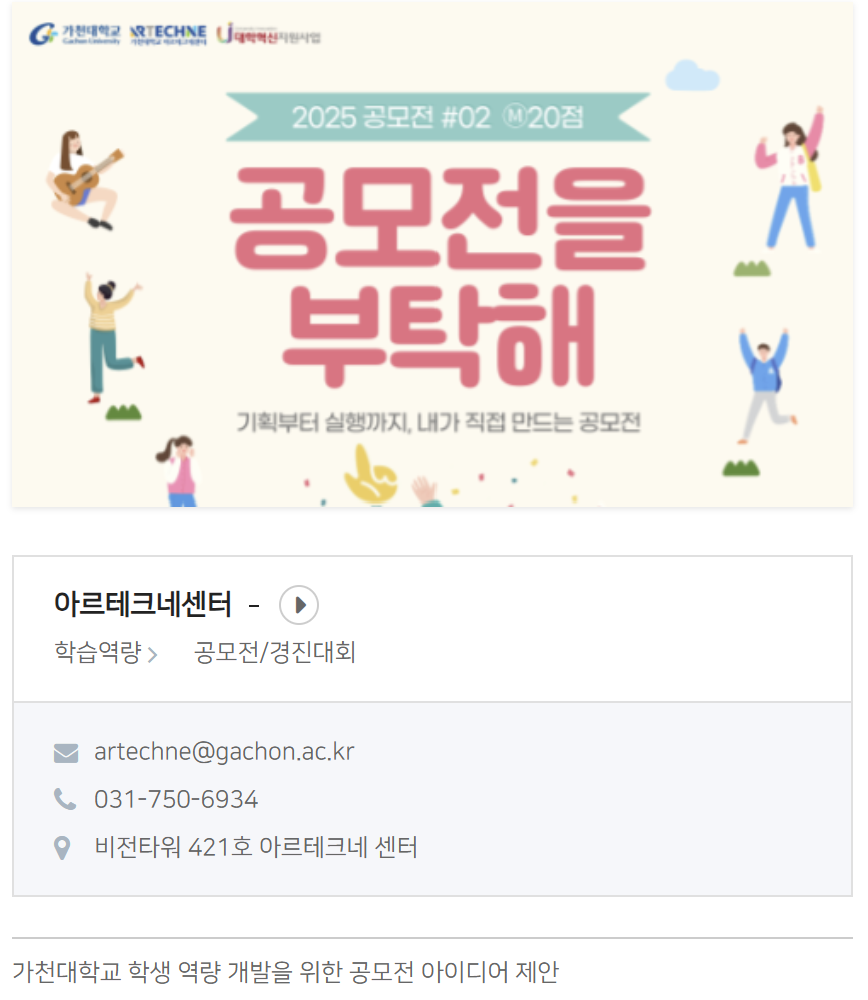 가천대학교 Gachon University ARTECHNE 가천대학교 아르테크네센터 대학혁신지원사업
2025 공모전 #02 Ⓜ20점
공모전을
부탁해
기획부터 실행까지, 내가 직접 만드는 공모전
아르테크네센터 -
학습역량 > 공모전/경진대회
artechne@gachon.ac.kr
031-750-6934
비전타워 421호 아르테크네 센터
가천대학교 학생 역량 개발을 위한 공모전 아이디어 제안